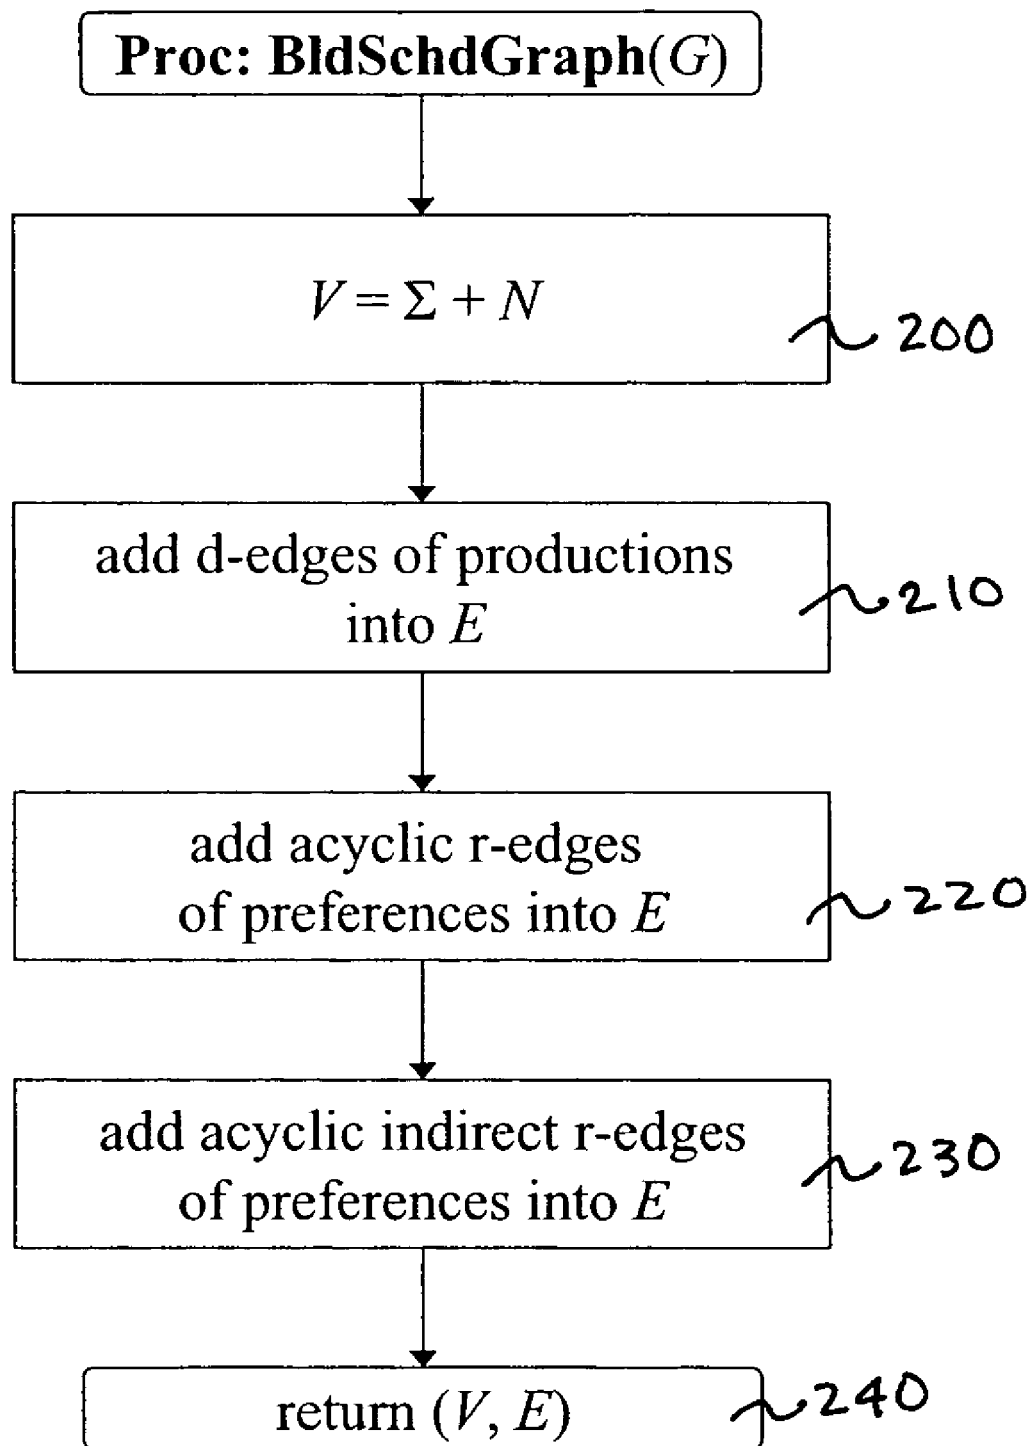 Proc: BldSchdGraph(G)
V = Σ + N
200
add d-edges of productions
into E
210
add acyclic r-edges
of preferences into E
220
add acyclic indirect r-edges
of preferences into E
230
return (V, E)
240